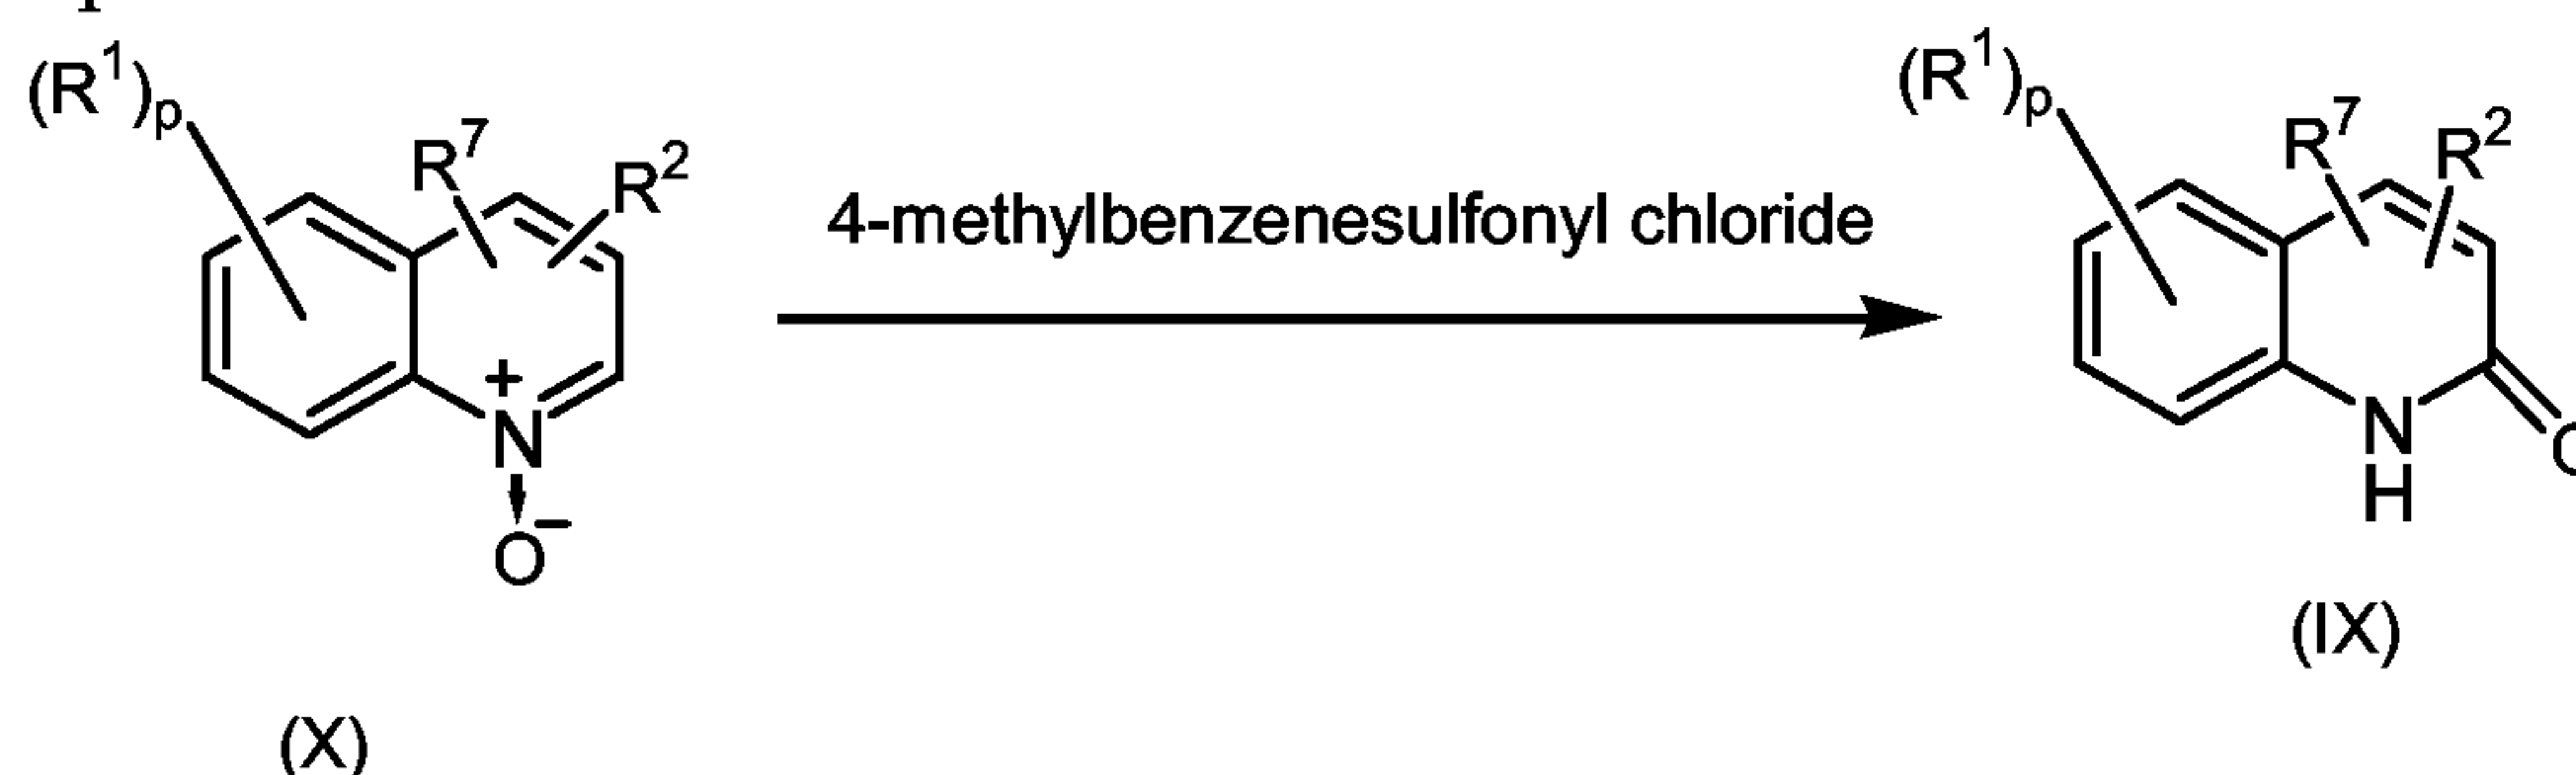 (R¹)p R⁷ R² 4-methylbenzenesulfonyl chloride (R¹)p R⁷ R²
N⁺ O⁻ N H O
(X) (IX)